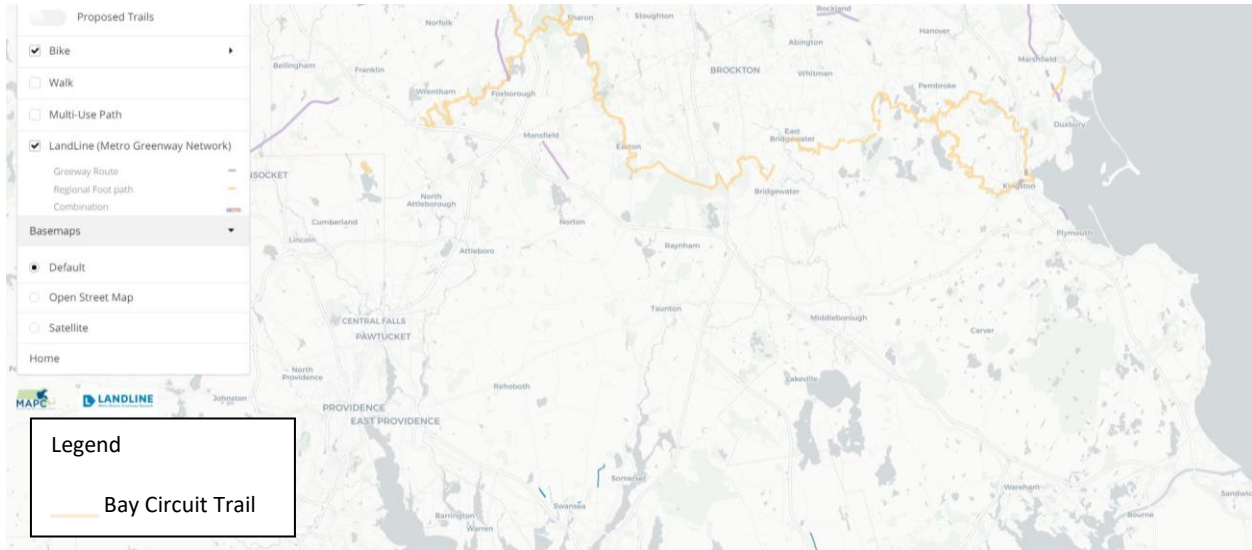 Proposed Trails
Bike
Walk
Multi-Use Path
LandLine (Metro Greenway Network)
Greeway Route
Regional Foot path
Combination
Basemaps
Default
Open Street Map
Satellite
Home
MAPC
LANDLINE
Legend
Bay Circuit Trail
Norfolk
Sharon
Stoughton
Rockland
Hanover
Abington
Marshfield
Bellingham
Franklin
BROCKTON
Whitman
Wrentham
Foxborough
Pembroke
Duxbury
Mansfield
Easton
East
Bridgewater
NSOCKET
Bridgewater
Kingston
North
Attleborough
Cumberland
Norton
Lincoln
Attleboro
Raynham
Plymouth
Taunton
Middleborough
CENTRAL FALLS
PAWTUCKET
Carver
North
Providence
Rehoboth
Lakeville
Johnston
PROVIDENCE
EAST PROVIDENCE
Somerset
Swansea
Wareham
Sandwic
Barrington
Bourne
Warren